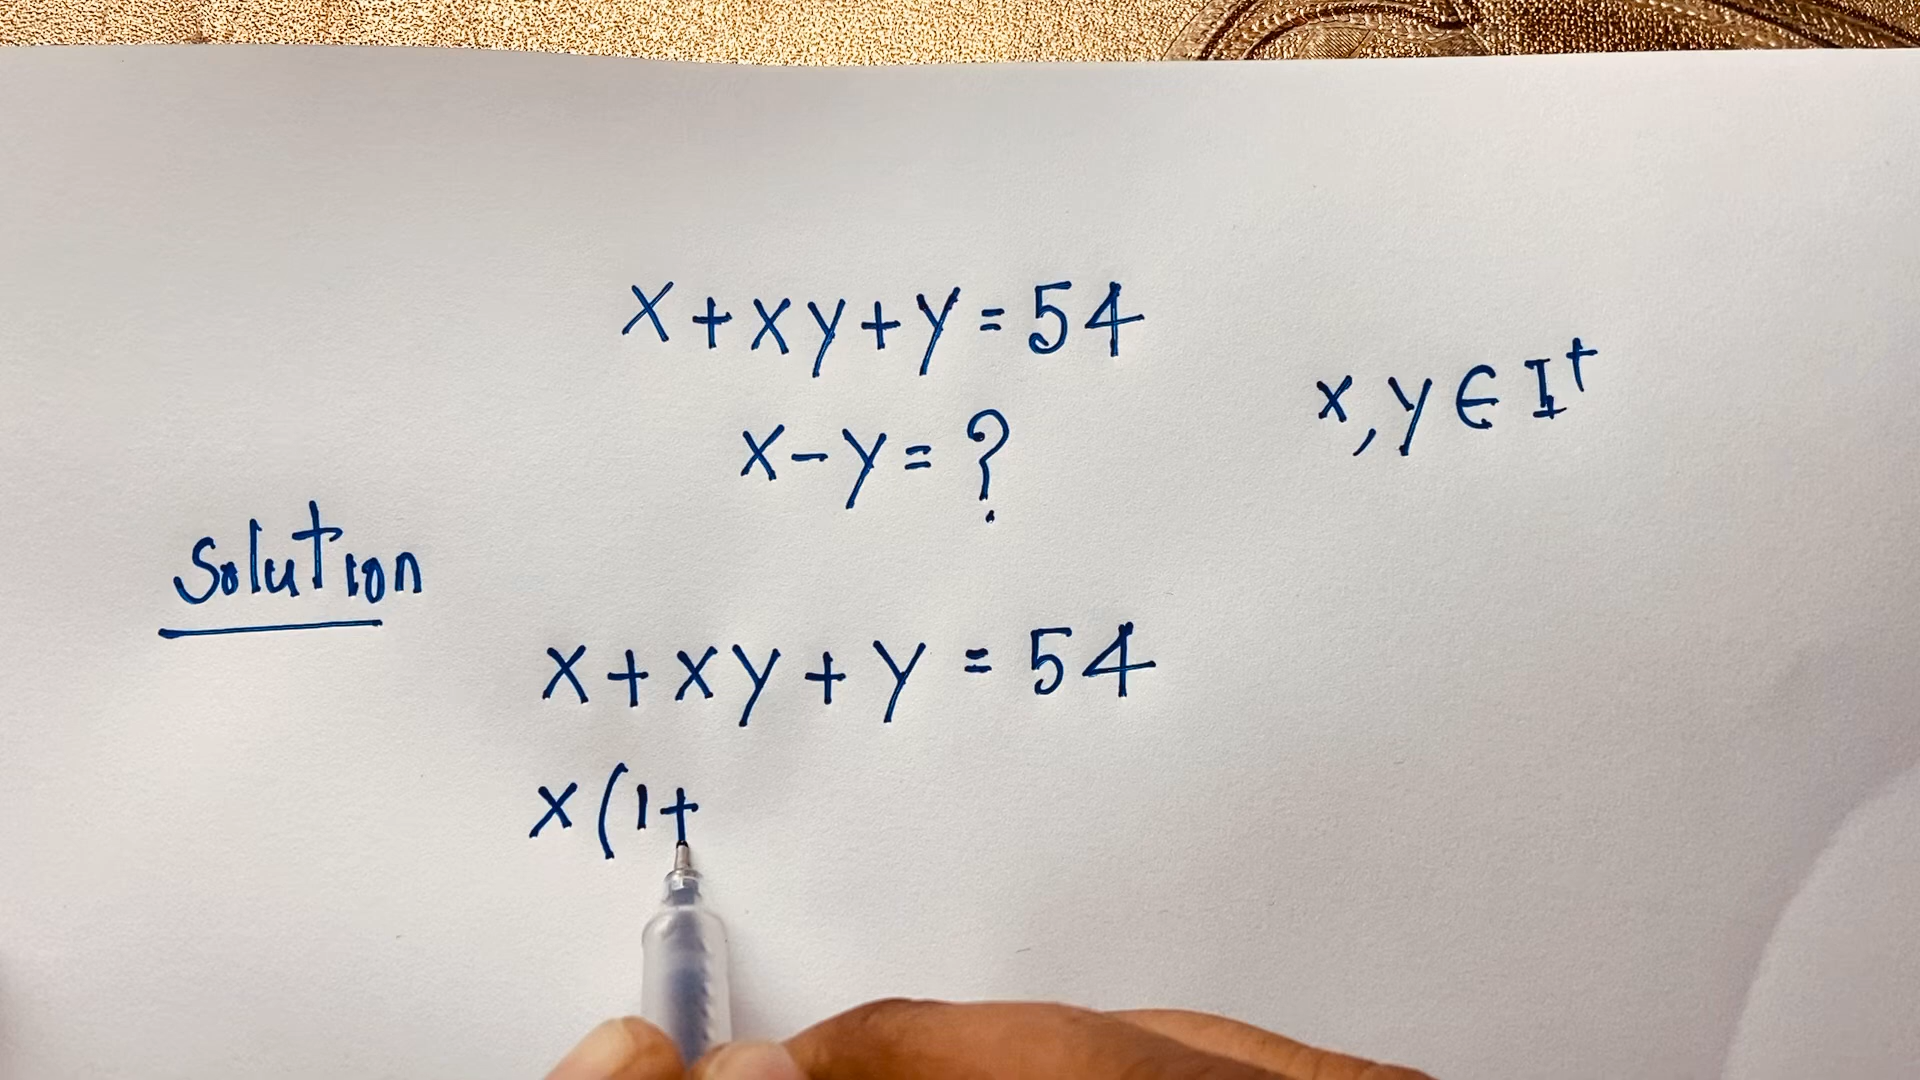 x+xy+y=54
x-y=?
x,y∈I⁺
Solution
x+xy+y=54
x(1+